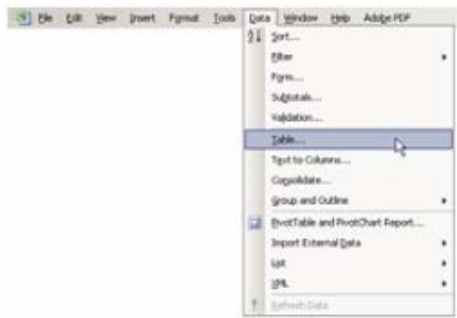 File Edit View Insert Format Tools Data Window Help Adobe PDF
Sort...
Filter
Form...
Subtotals...
Validation...
Table...
Text to Columns...
Consolidate...
Group and Outline
PivotTable and PivotChart Report...
Import External Data
List
XML
Refresh Data